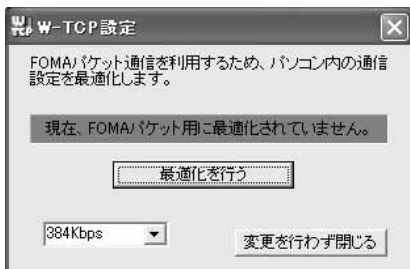 W-TCP設定
FOMAパケット通信を利用するため、パソコン内の通信
設定を最適化します。
現在、FOMAパケット用に最適化されていません。
最適化を行う
384Kbps
変更を行わず閉じる